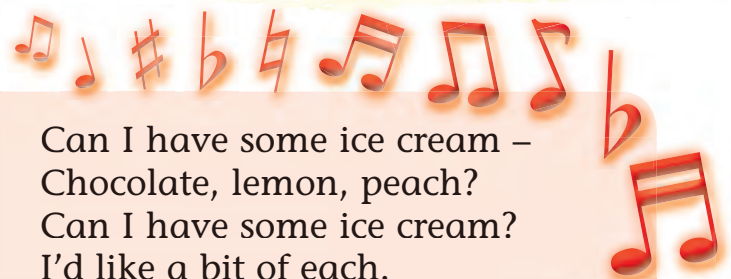 Can I have some ice cream –
Chocolate, lemon, peach?
Can I have some ice cream?
I'd like a bit of each.